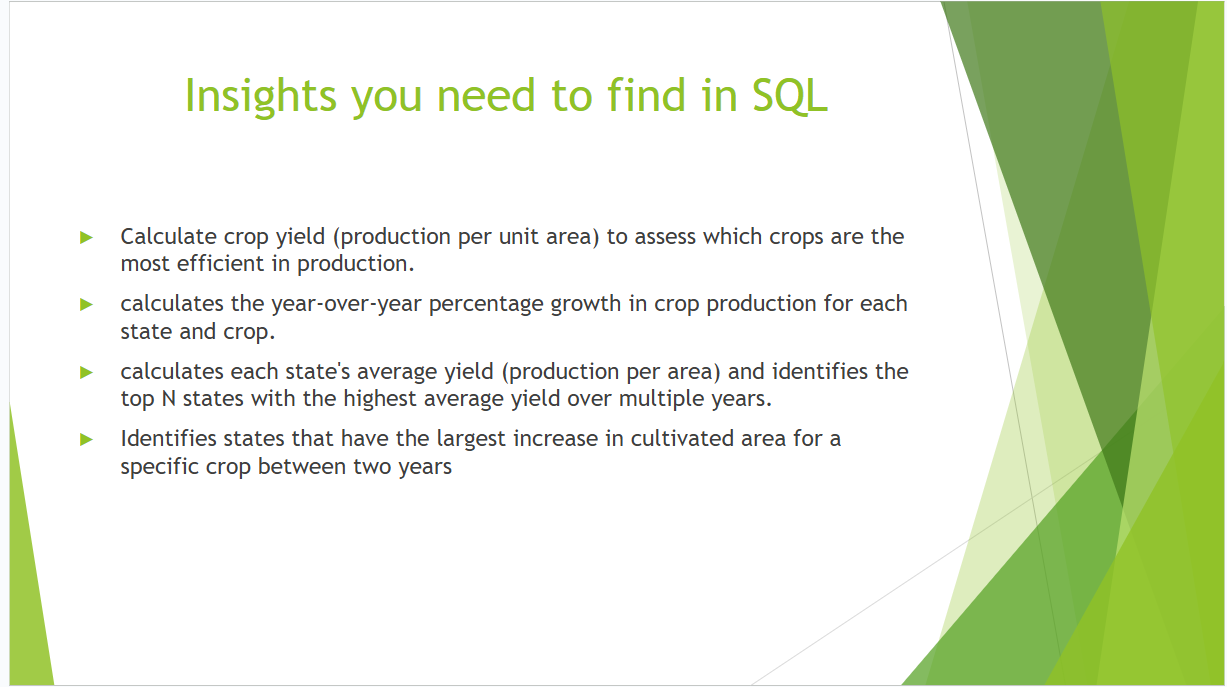 Insights you need to find in SQL
Calculate crop yield (production per unit area) to assess which crops are the
most efficient in production.
calculates the year-over-year percentage growth in crop production for each
state and crop.
calculates each state's average yield (production per area) and identifies the
top N states with the highest average yield over multiple years.
Identifies states that have the largest increase in cultivated area for a
specific crop between two years